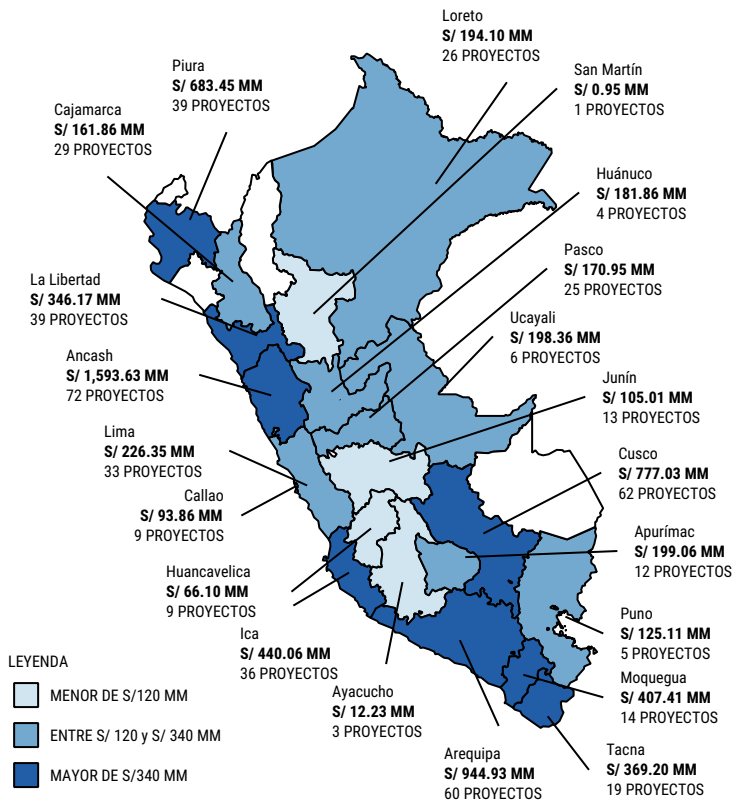 Loreto
S/ 194.10 MM
26 PROYECTOS
Piura
S/ 683.45 MM
39 PROYECTOS
San Martín
S/ 0.95 MM
1 PROYECTOS
Cajamarca
S/ 161.86 MM
29 PROYECTOS
Huánuco
S/ 181.86 MM
4 PROYECTOS
Pasco
S/ 170.95 MM
25 PROYECTOS
La Libertad
S/ 346.17 MM
39 PROYECTOS
Ucayali
S/ 198.36 MM
6 PROYECTOS
Ancash
S/ 1,593.63 MM
72 PROYECTOS
Junín
S/ 105.01 MM
13 PROYECTOS
Lima
S/ 226.35 MM
33 PROYECTOS
Cusco
S/ 777.03 MM
62 PROYECTOS
Callao
S/ 93.86 MM
9 PROYECTOS
Apurímac
S/ 199.06 MM
12 PROYECTOS
Huancavelica
S/ 66.10 MM
9 PROYECTOS
Puno
S/ 125.11 MM
5 PROYECTOS
Ica
S/ 440.06 MM
36 PROYECTOS
Moquegua
S/ 407.41 MM
14 PROYECTOS
Ayacucho
S/ 12.23 MM
3 PROYECTOS
Arequipa
S/ 944.93 MM
60 PROYECTOS
Tacna
S/ 369.20 MM
19 PROYECTOS
LEYENDA
MENOR DE S/120 MM
ENTRE S/ 120 y S/ 340 MM
MAYOR DE S/340 MM